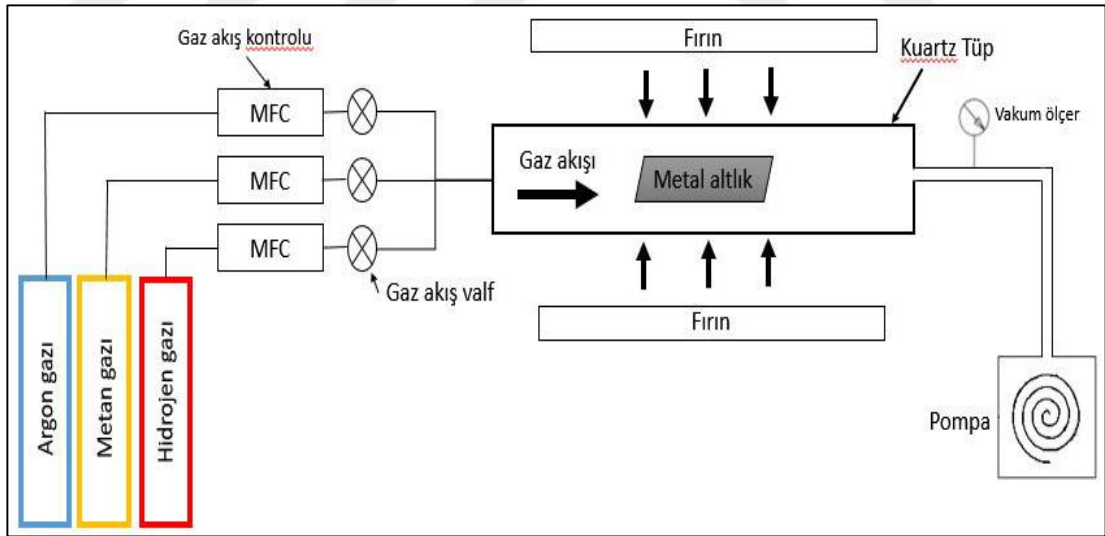 Gaz akış kontrolu
Fırın
Kuartz Tüp
MFC
Vakum ölçer
MFC
Gaz akışı
Metal altlık
MFC
Gaz akış valf
Fırın
Argon gazı
Metan gazı
Hidrojen gazı
Pompa